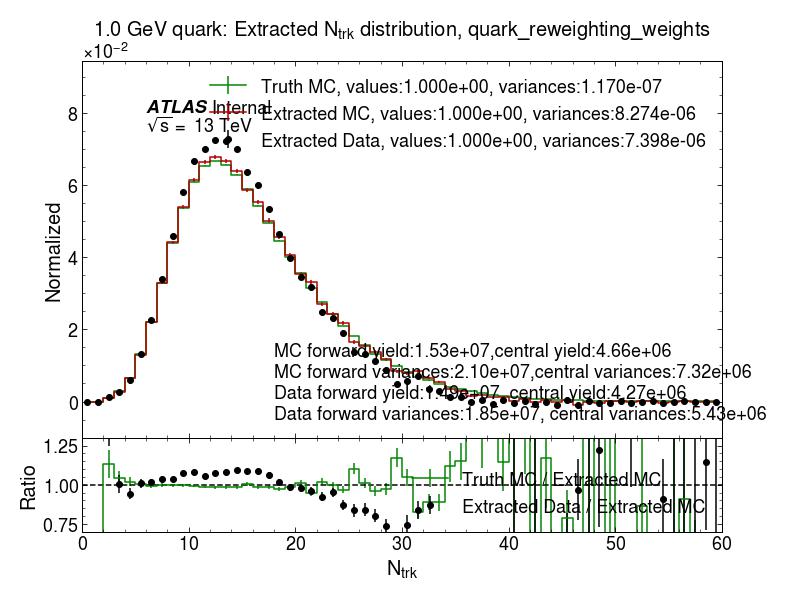 1.0 GeV quark: Extracted Ntrk distribution, quark_reweighting_weights
×10−2
Truth MC, values:1.000e+00, variances:1.170e-07
ATLAS Internal
Extracted MC, values:1.000e+00, variances:8.274e-06
√s = 13 TeV
Extracted Data, values:1.000e+00, variances:7.398e-06
8
6
4
2
0
Normalized
MC forward yield:1.53e+07,central yield:4.66e+06
MC forward variances:2.10e+07,central variances:7.32e+06
Data forward yield:1.49e+07, central yield:4.27e+06
Data forward variances:1.85e+07, central variances:5.43e+06
1.25
1.00
0.75
Ratio
Truth MC / Extracted MC
Extracted Data / Extracted MC
0 10 20 30 40 50 60
Ntrk